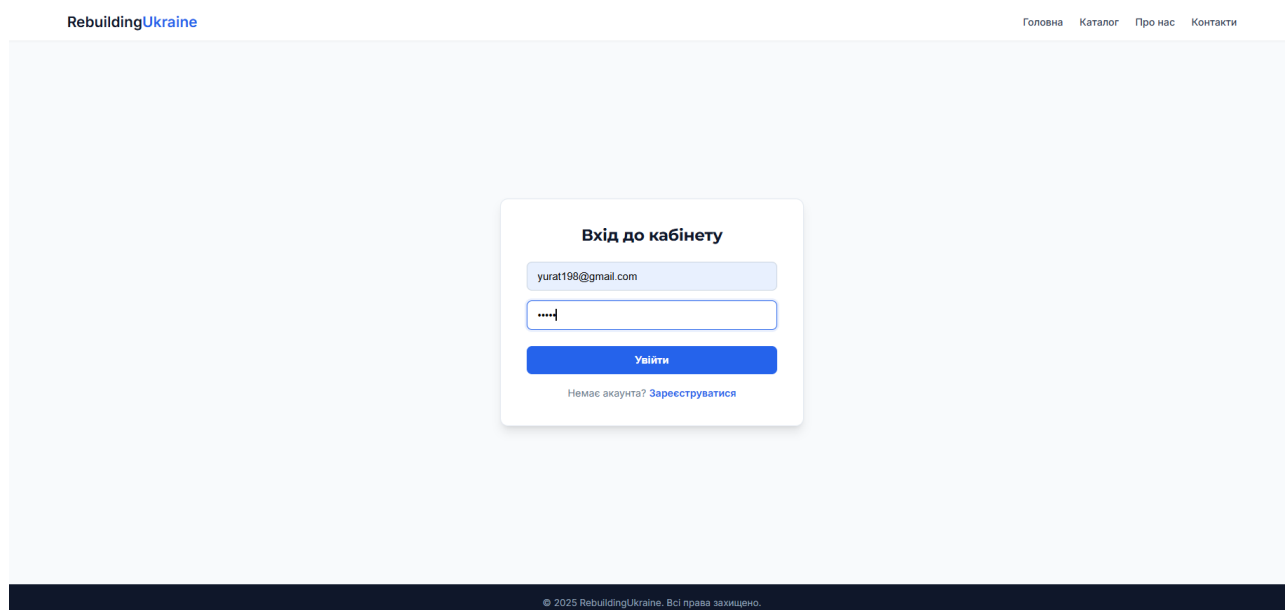 RebuildingUkraine
Головна Каталог Про нас Контакти
Вхід до кабінету
yurat198@gmail.com
•••••
Увійти
Немає акаунта? Зареєструватися
© 2025 RebuildingUkraine. Всі права захищено.